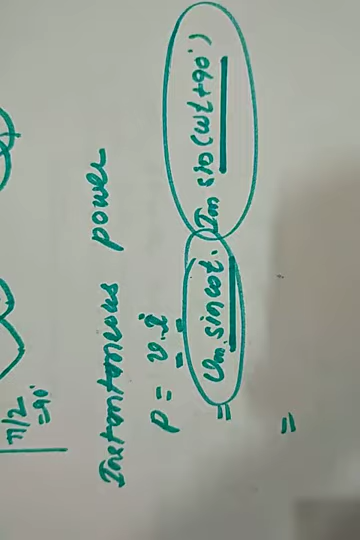 π/2
=90°
Instantaneous power
P = v.i
= Vm sinωt. Im sin(ωt+90°)
=